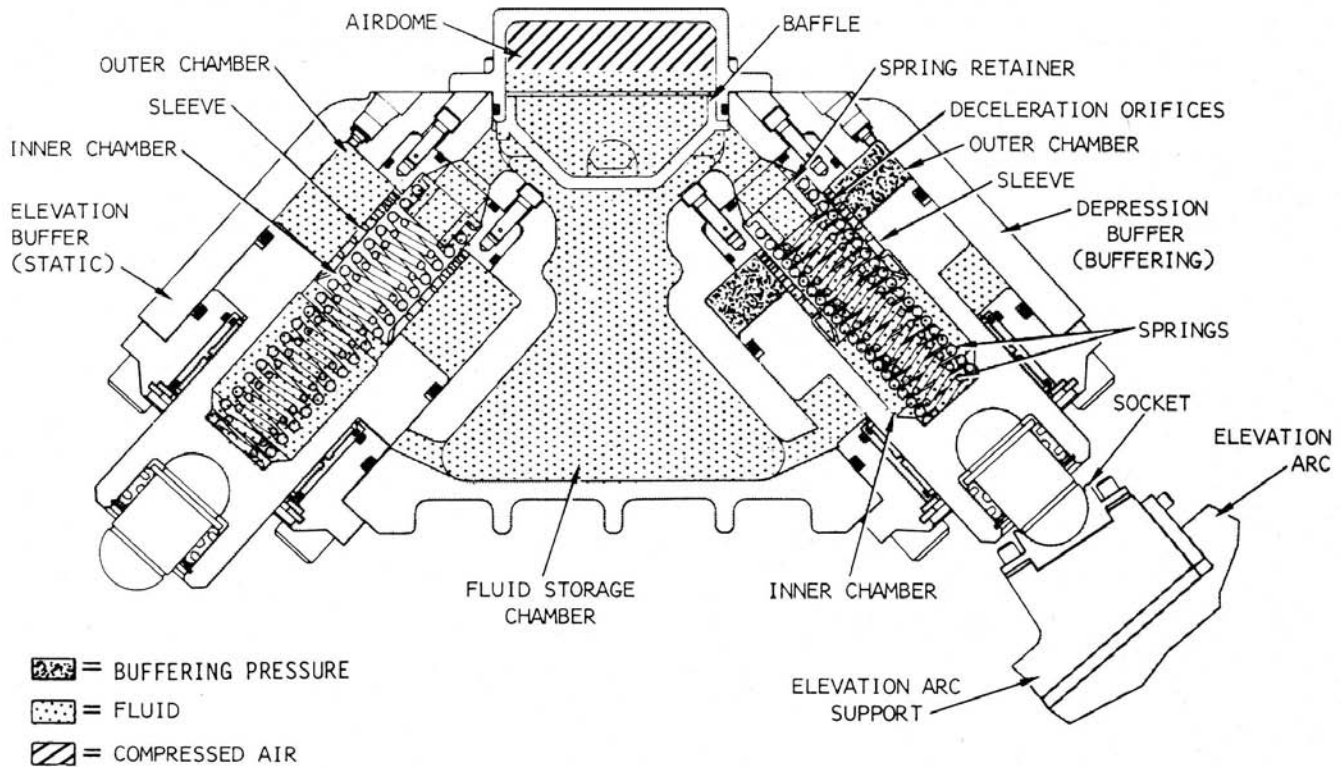 AIRDOME
BAFFLE
OUTER CHAMBER
SPRING RETAINER
SLEEVE
DECELERATION ORIFICES
INNER CHAMBER
OUTER CHAMBER
SLEEVE
ELEVATION
BUFFER
(STATIC)
DEPRESSION
BUFFER
(BUFFERING)
SPRINGS
SOCKET
ELEVATION
ARC
FLUID STORAGE
CHAMBER
INNER CHAMBER
ELEVATION ARC
SUPPORT
= BUFFERING PRESSURE
= FLUID
= COMPRESSED AIR